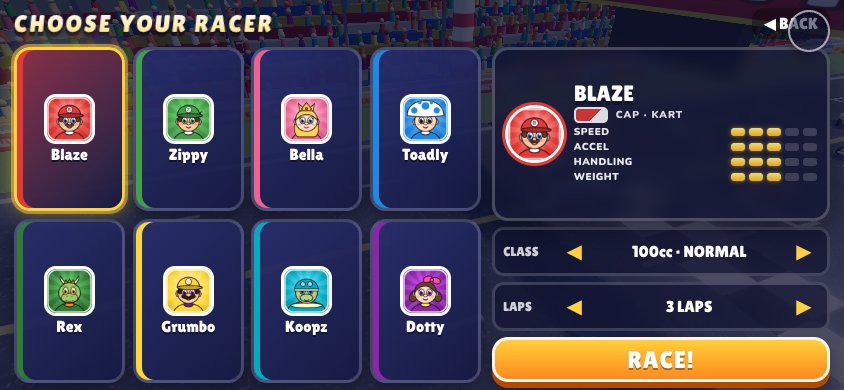 CHOOSE YOUR RACER
◀ BACK
Blaze
Zippy
Bella
Toadly
Rex
Grumbo
Koopz
Dotty
BLAZE
CAP · KART
SPEED
ACCEL
HANDLING
WEIGHT
CLASS ◀ 100cc · NORMAL ▶
LAPS ◀ 3 LAPS ▶
RACE!